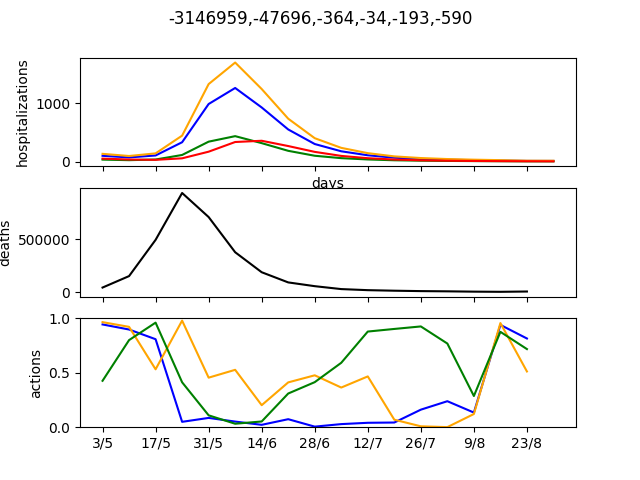 -3146959,-47696,-364,-34,-193,-590
hospitalizations
1000
0
days
deaths
500000
0
actions
1.0
0.5
0.0
3/5 17/5 31/5 14/6 28/6 12/7 26/7 9/8 23/8